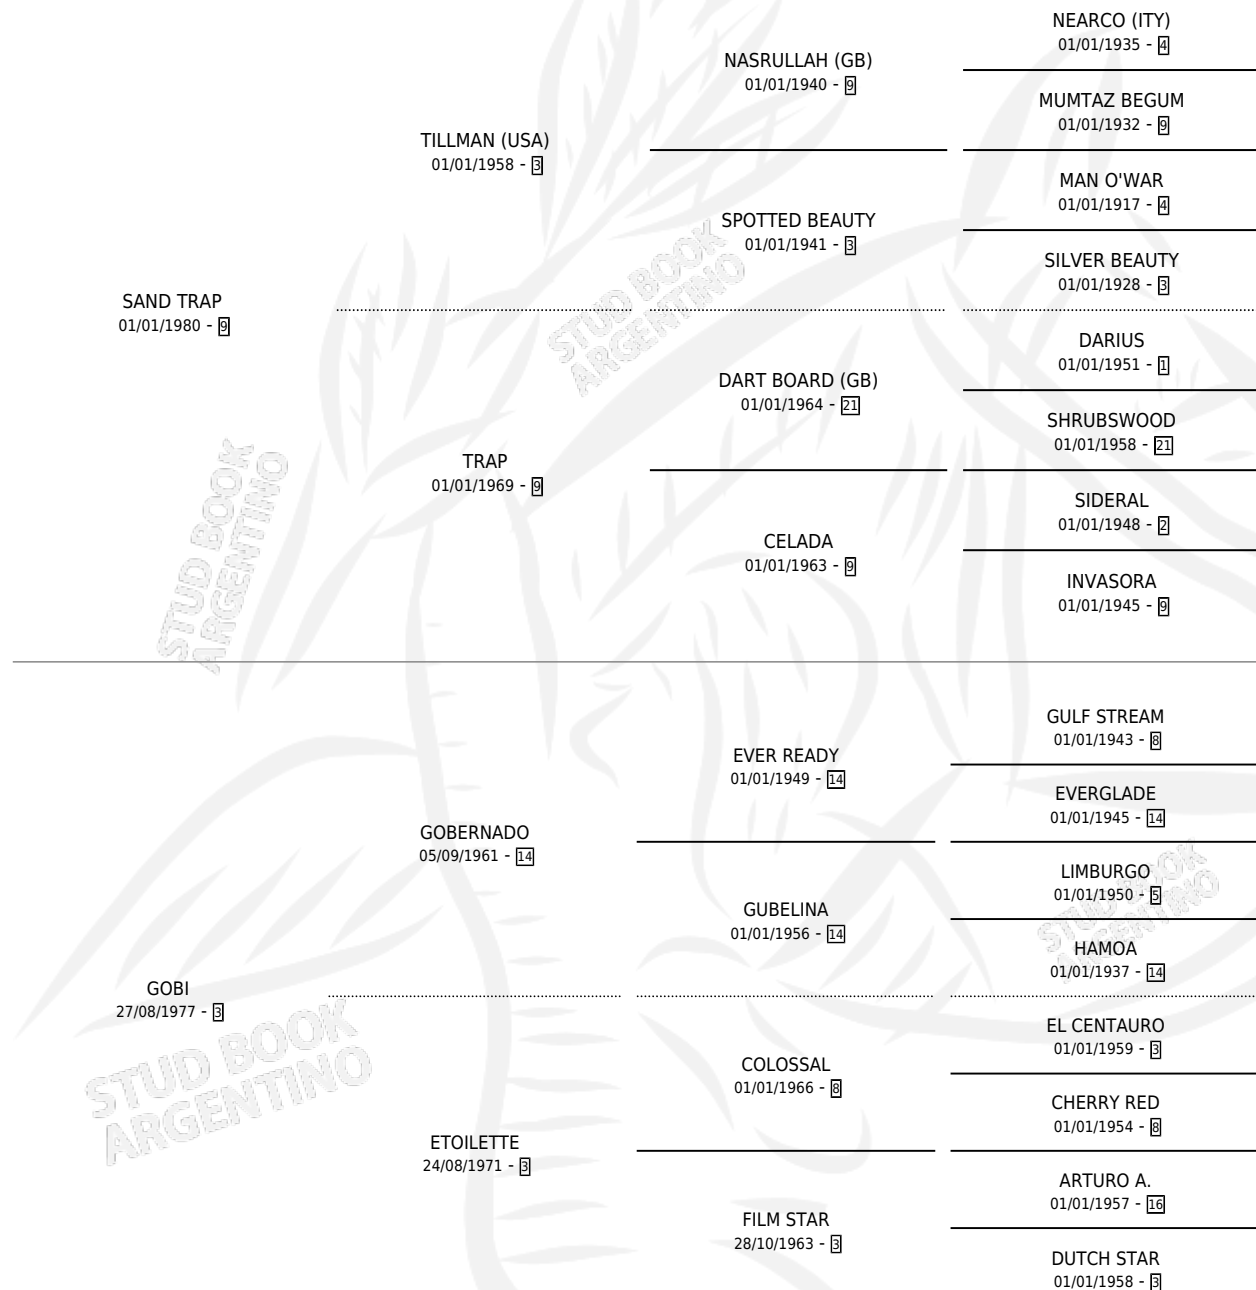 NEARCO (ITY)
01/01/1935 - 4
NASRULLAH (GB)
01/01/1940 - 9
MUMTAZ BEGUM
01/01/1932 - 9
TILLMAN (USA)
01/01/1958 - 3
MAN O'WAR
01/01/1917 - 4
SPOTTED BEAUTY
01/01/1941 - 3
SILVER BEAUTY
01/01/1928 - 3
SAND TRAP
01/01/1980 - 9
STUD BOOK
ARGENTINO
DARIUS
01/01/1951 - 1
DART BOARD (GB)
01/01/1964 - 21
SHRUBSWOOD
01/01/1958 - 21
TRAP
01/01/1969 - 9
SIDERAL
01/01/1948 - 2
CELADA
01/01/1963 - 9
INVASORA
01/01/1945 - 9
STUD BOOK
ARGENTINO
GULF STREAM
01/01/1943 - 8
EVER READY
01/01/1949 - 14
EVERGLADE
01/01/1945 - 14
GOBERNADO
05/09/1961 - 14
LIMBURGO
01/01/1950 - 5
GUBELINA
01/01/1956 - 14
HAMOA
01/01/1937 - 14
STUD BOOK
ARGENTINO
GOBI
27/08/1977 - 3
EL CENTAURO
01/01/1959 - 3
COLOSSAL
01/01/1966 - 8
CHERRY RED
01/01/1954 - 8
STUD BOOK
ARGENTINO
ETOILETTE
24/08/1971 - 3
ARTURO A.
01/01/1957 - 16
FILM STAR
28/10/1963 - 3
DUTCH STAR
01/01/1958 - 3